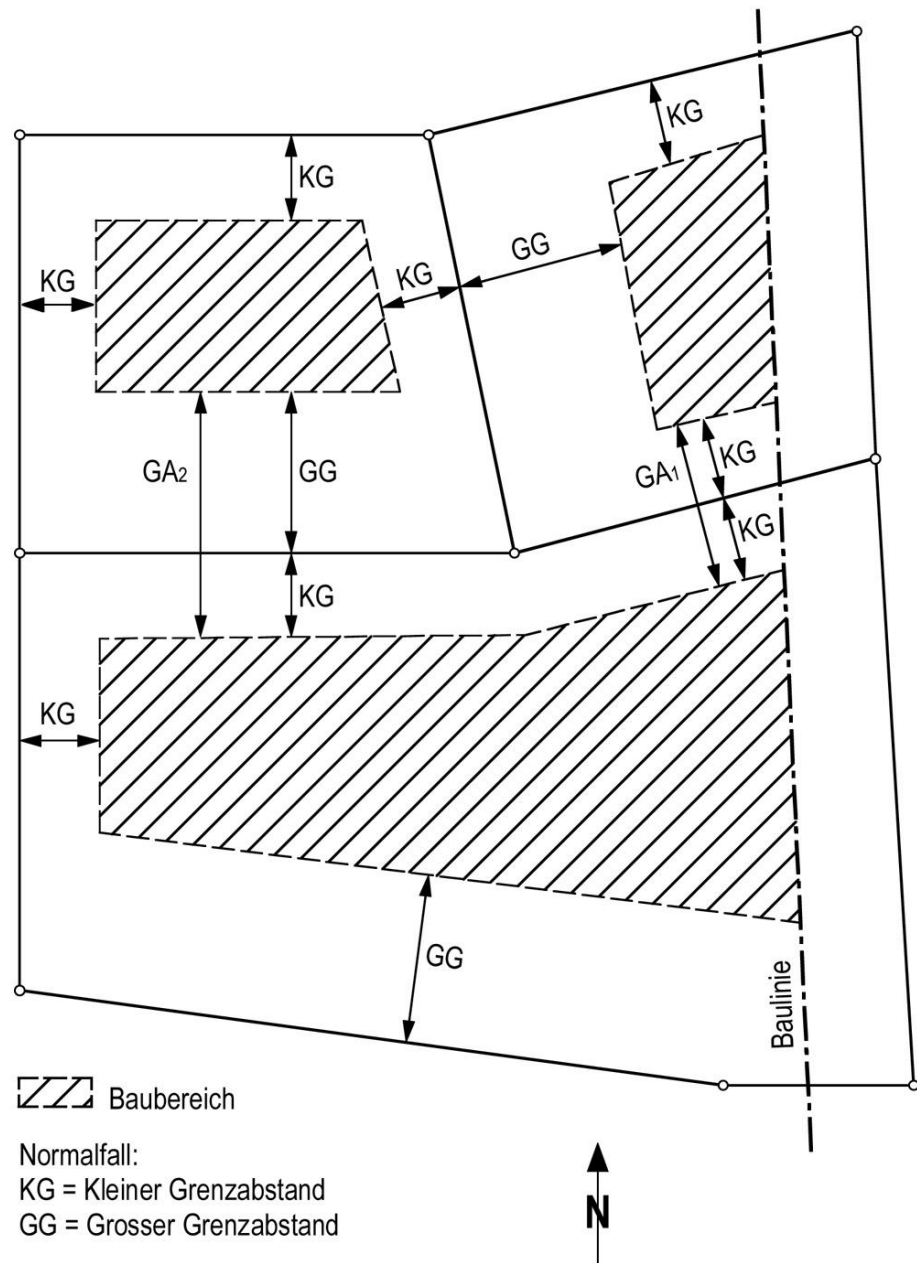 KG
KG
GG
KG
KG
GA₂
GG
GA₁
KG
KG
KG
KG
GG
Baulinie
Baubereich
Normalfall:
KG = Kleiner Grenzabstand
GG = Grosser Grenzabstand
N